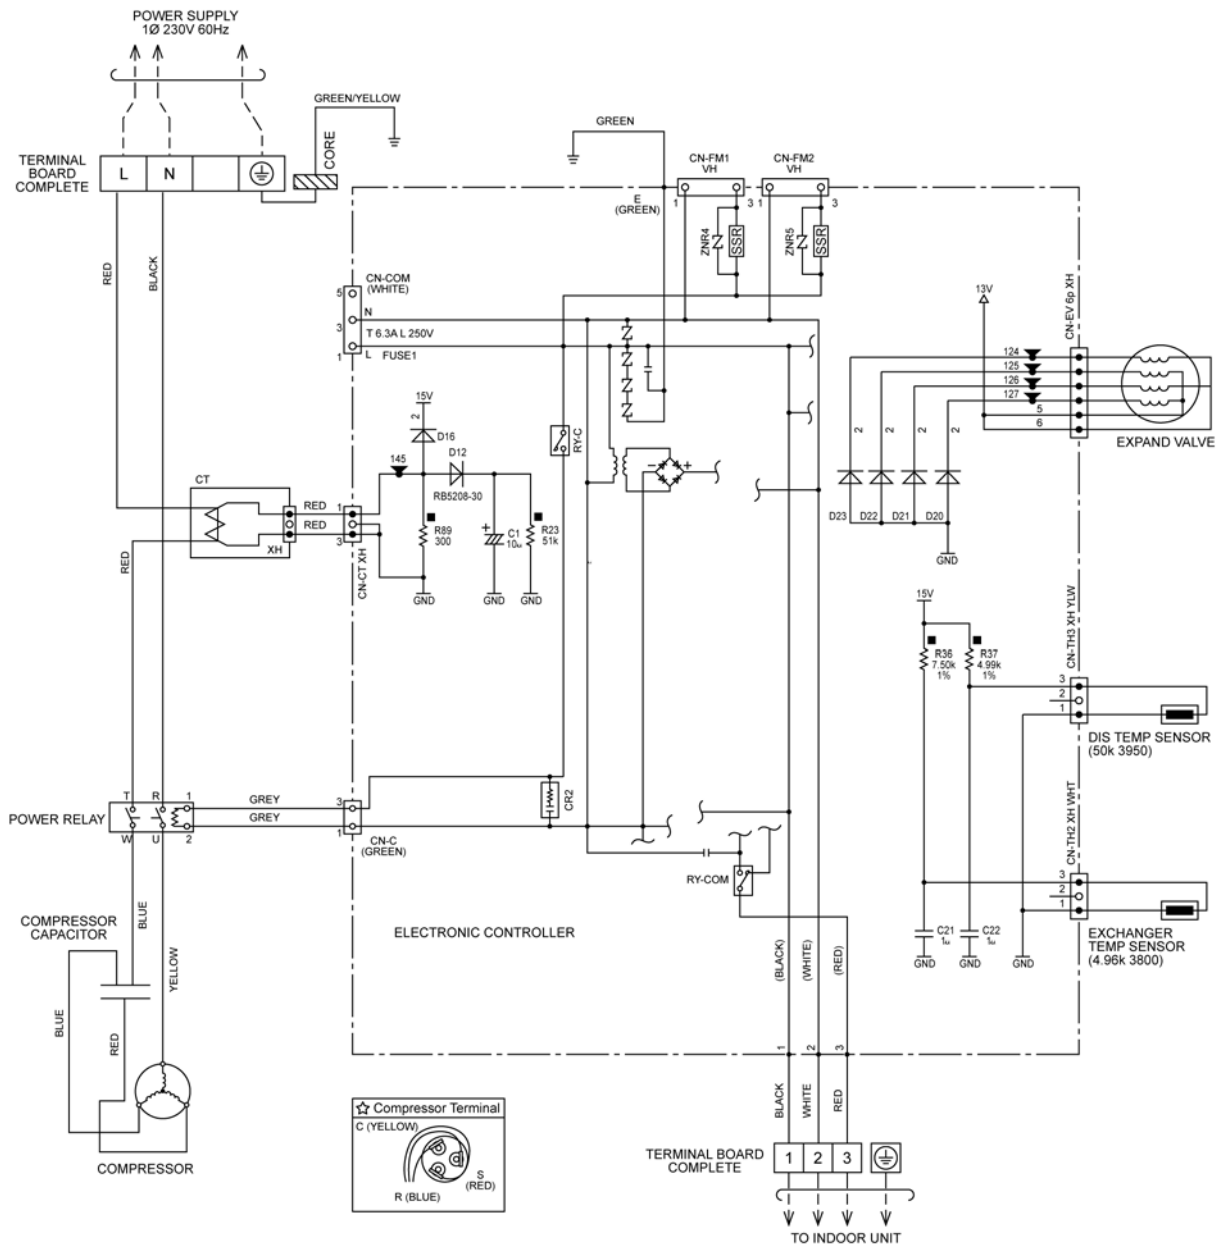 POWER SUPPLY
1Ø 230V 60Hz
GREEN/YELLOW
CORE
TERMINAL
BOARD
COMPLETE
L
N
GREEN
CN-FM1
VH
CN-FM2
VH
E
(GREEN)
1
3
1
3
ZNR4
SSR
ZNR5
SSR
RED
BLACK
CN-COM
(WHITE)
5
N
3
T 6.3A L 250V
1
L FUSE1
13V
CN-EV 6p XH
124
125
126
127
5
6
EXPAND VALVE
2
2
2
2
D23
D22
D21
D20
GND
15V
2
D16
145
D12
RB5208-30
RY-C
CT
RED
RED
XH
1
3
CN-CT XH
R89
300
C1
10u
R23
51k
GND
GND
GND
RED
15V
R36
7.50k
1%
R37
4.99k
1%
CN-TH3 XH YLW
3
2
1
DIS TEMP SENSOR
(50k 3950)
T
R
1
W
U
2
POWER RELAY
GREY
GREY
3
1
CN-C
(GREEN)
CR2
RY-COM
CN-TH2 XH WHT
3
2
1
EXCHANGER
TEMP SENSOR
(4.96k 3800)
C21
1u
C22
1u
GND
GND
GND
BLUE
COMPRESSOR
CAPACITOR
YELLOW
BLUE
RED
ELECTRONIC CONTROLLER
(BLACK)
(WHITE)
(RED)
1
2
3
BLACK
WHITE
RED
COMPRESSOR
☆ Compressor Terminal
C (YELLOW)
S
(RED)
R (BLUE)
TERMINAL BOARD
COMPLETE
1
2
3
TO INDOOR UNIT